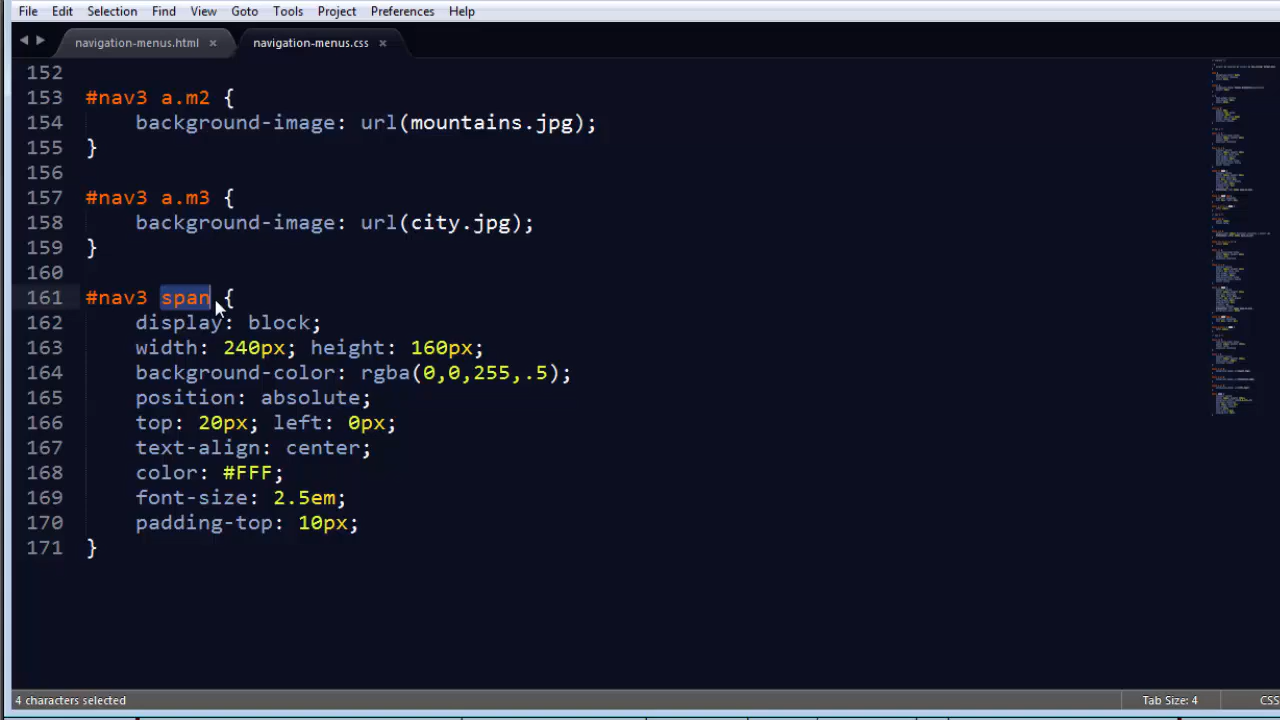 File Edit Selection Find View Goto Tools Project Preferences Help
navigation-menus.html × navigation-menus.css ×
152
153 #nav3 a.m2 {
154 background-image: url(mountains.jpg);
155 }
156
157 #nav3 a.m3 {
158 background-image: url(city.jpg);
159 }
160
161 #nav3 span {
162 display: block;
163 width: 240px; height: 160px;
164 background-color: rgba(0,0,255,.5);
165 position: absolute;
166 top: 20px; left: 0px;
167 text-align: center;
168 color: #FFF;
169 font-size: 2.5em;
170 padding-top: 10px;
171 }
4 characters selected Tab Size: 4 CSS